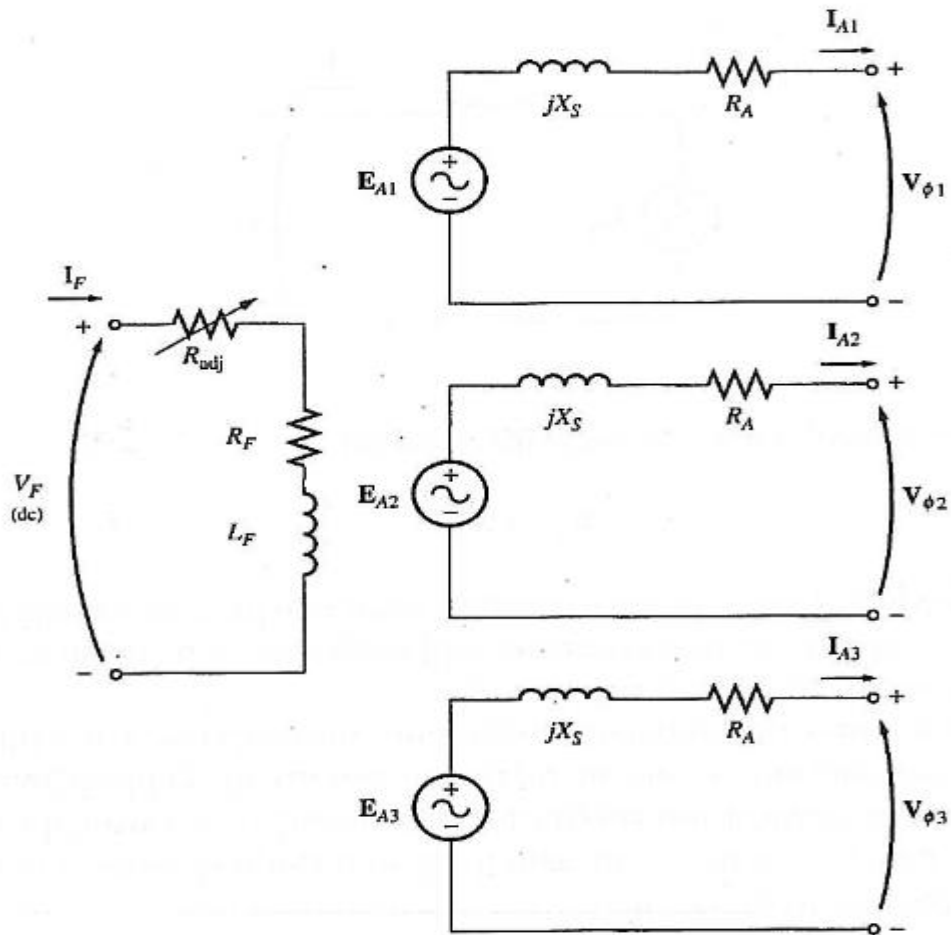 I_A1
jX_S
R_A
+
E_A1
+
−
V_ϕ1
−
I_F
+
R_adj
R_F
V_F
(dc)
L_F
−
I_A2
jX_S
R_A
+
E_A2
+
−
V_ϕ2
−
I_A3
jX_S
R_A
+
E_A3
+
−
V_ϕ3
−